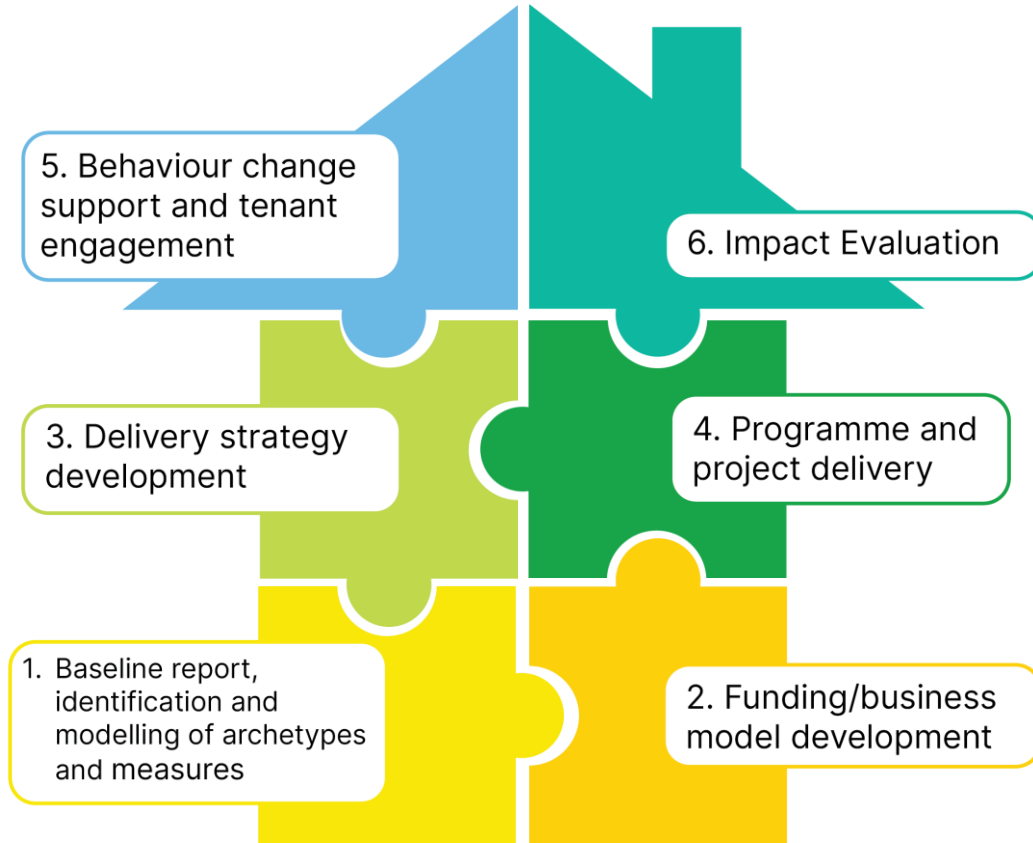 5. Behaviour change
support and tenant
engagement
6. Impact Evaluation
3. Delivery strategy
development
4. Programme and
project delivery
1. Baseline report,
identification and
modelling of archetypes
and measures
2. Funding/business
model development